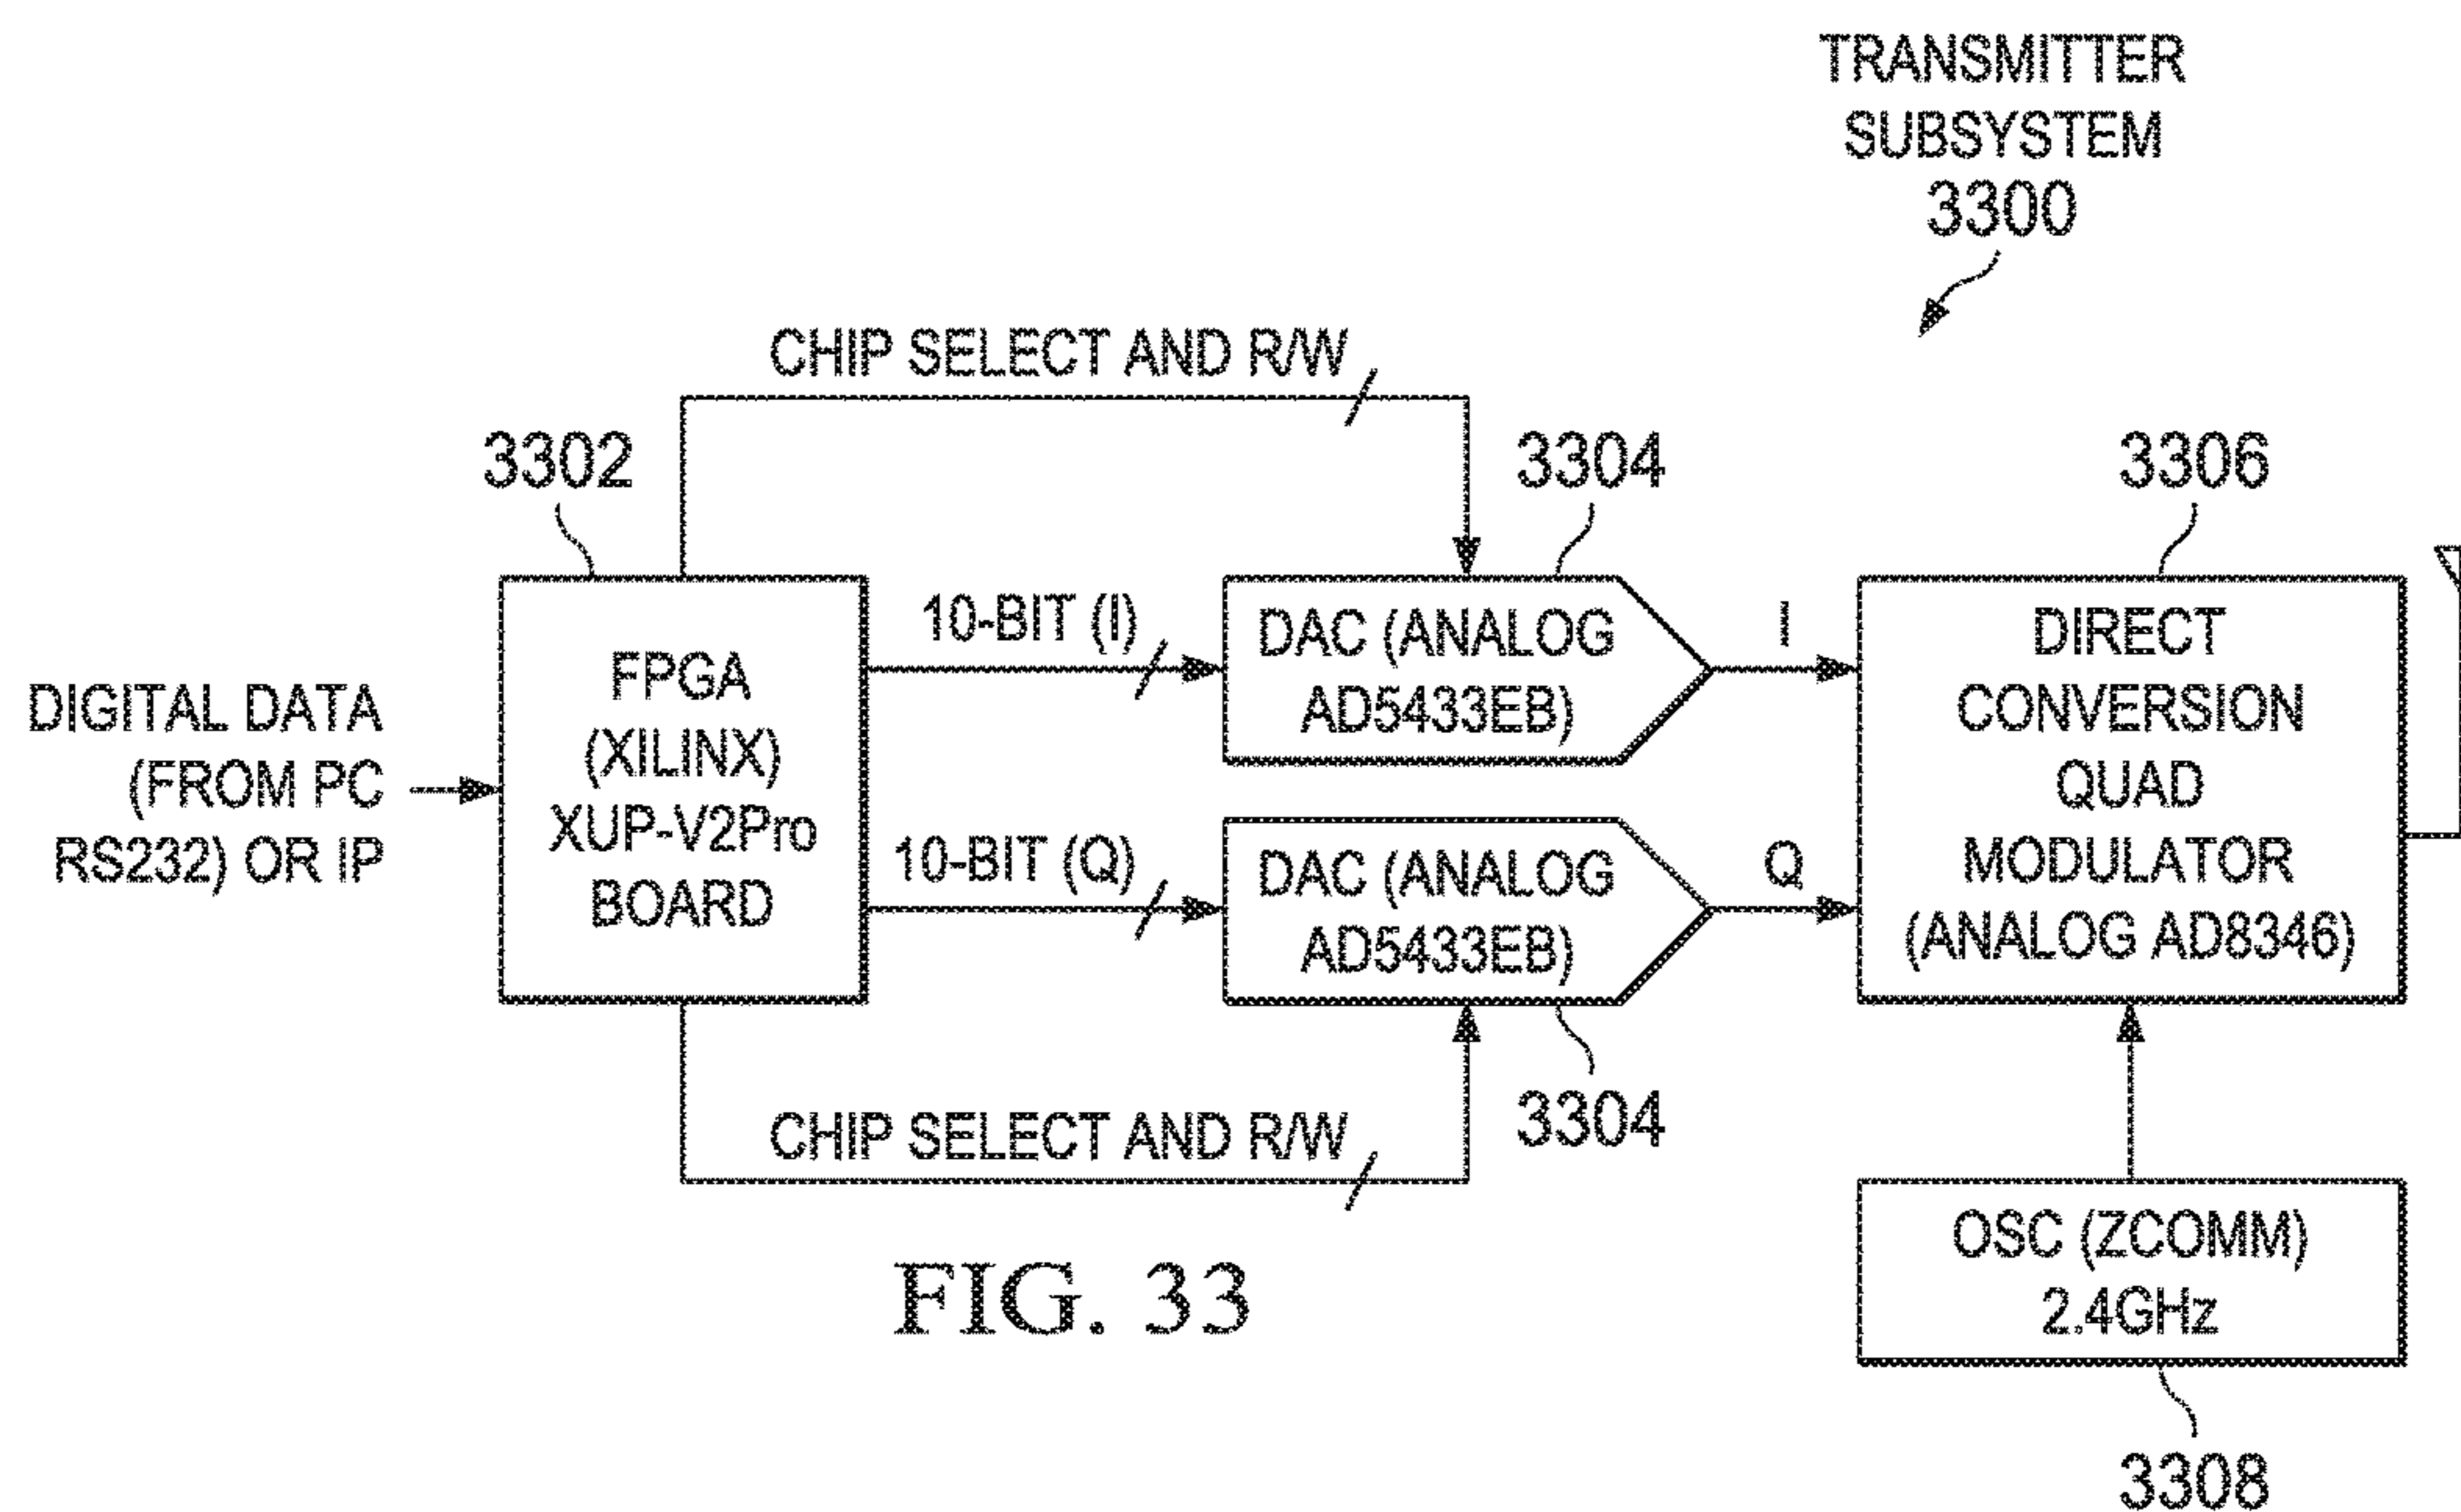 TRANSMITTER
SUBSYSTEM
3300
CHIP SELECT AND R/W
3302
3304
3306
DIGITAL DATA
(FROM PC
RS232) OR IP
FPGA
(XILINX)
XUP-V2Pro
BOARD
10-BIT (I)
10-BIT (Q)
DAC (ANALOG
AD5433EB)
DAC (ANALOG
AD5433EB)
I
Q
DIRECT
CONVERSION
QUAD
MODULATOR
(ANALOG AD8346)
CHIP SELECT AND R/W
3304
OSC (ZCOMM)
2.4GHz
3308
FIG. 33